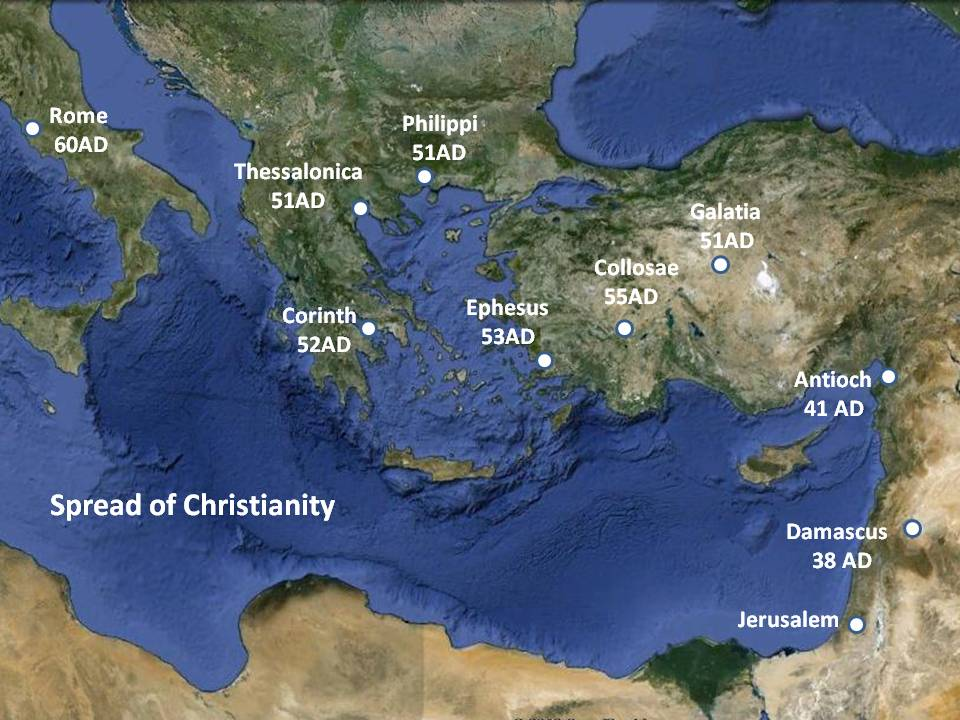 Rome
60AD
Philippi
51AD
Thessalonica
51AD
Galatia
51AD
Collosae
55AD
Ephesus
53AD
Corinth
52AD
Antioch
41 AD
Spread of Christianity
Damascus
38 AD
Jerusalem